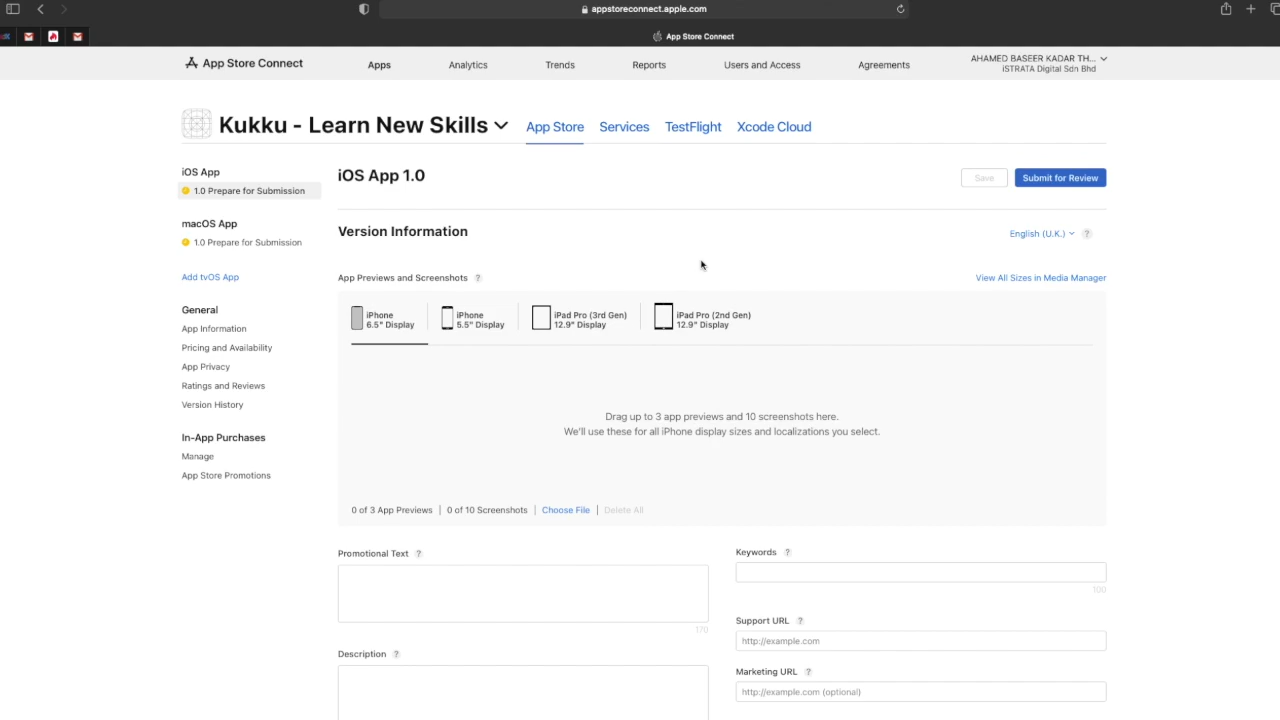 appstoreconnect.apple.com
App Store Connect
App Store Connect
Apps
Analytics
Trends
Reports
Users and Access
Agreements
AHAMED BASEER KADAR TH...
iSTRATA Digital Sdn Bhd
Kukku - Learn New Skills
App Store
Services
TestFlight
Xcode Cloud
iOS App
1.0 Prepare for Submission
macOS App
1.0 Prepare for Submission
Add tvOS App
General
App Information
Pricing and Availability
App Privacy
Ratings and Reviews
Version History
In-App Purchases
Manage
App Store Promotions
iOS App 1.0
Save
Submit for Review
Version Information
English (U.K.)
?
App Previews and Screenshots ?
View All Sizes in Media Manager
iPhone
6.5" Display
iPhone
5.5" Display
iPad Pro (3rd Gen)
12.9" Display
iPad Pro (2nd Gen)
12.9" Display
Drag up to 3 app previews and 10 screenshots here.
We'll use these for all iPhone display sizes and localizations you select.
0 of 3 App Previews | 0 of 10 Screenshots | Choose File | Delete All
Promotional Text ?
170
Description ?
Keywords ?
100
Support URL ?
http://example.com
Marketing URL ?
http://example.com (optional)